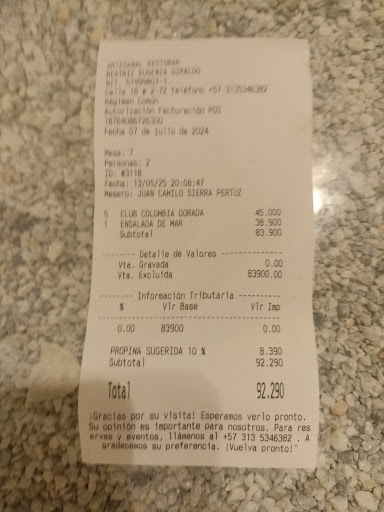 ARTESANAL RESTOBAR
BEATRIZ EUGENIA GIRALDO
NIT. 51999807-1
Calle 18 # 2-72 teléfono +57 3135346382
Régimen Común
Autorización Facturación POS
18764086726300
Fecha 07 de julio de 2024
Mesa: 7
Personas: 2
ID: #3118
Fecha: 13/05/25 20:08:47
Mesero: JUAN CAMILO SIERRA PERTUZ
5 CLUB COLOMBIA DORADA 45.000
1 ENSALADA DE MAR 38.900
Subtotal 83.900
-------- Detalle de Valores --------
Vta. Gravada 0.00
Vta. Excluida 83900.00
-------- Información Tributaria --------
% Vlr Base Vlr Imp
0.00 83900 0.00
PROPINA SUGERIDA 10 % 8.390
Subtotal 92.290
Total 92.290
¡Gracias por su visita! Esperamos verlo pronto.
Su opinión es importante para nosotros. Para res
ervas y eventos, llámenos al +57 313 5346382 . A
gradecemos su preferencia. ¡Vuelva pronto!"